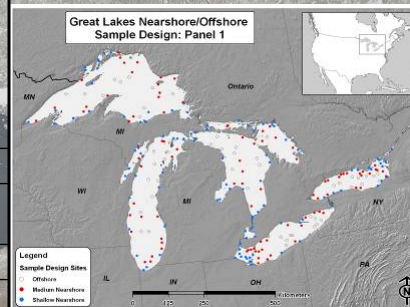 Great Lakes Nearshore/Offshore
Sample Design: Panel 1
MN
Ontario
MI
WI
MI
NY
Legend
Sample Design Sites
Offshore
Medium Nearshore
Shallow Nearshore
IL
IN
OH
PA
0
125
250
500
Kilometers
N